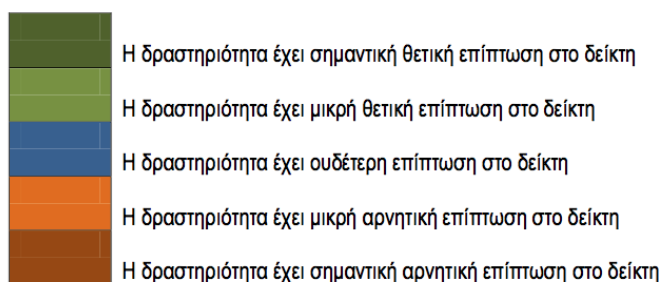 Η δραστηριότητα έχει σημαντική θετική επίπτωση στο δείκτη
Η δραστηριότητα έχει μικρή θετική επίπτωση στο δείκτη
Η δραστηριότητα έχει ουδέτερη επίπτωση στο δείκτη
Η δραστηριότητα έχει μικρή αρνητική επίπτωση στο δείκτη
Η δραστηριότητα έχει σημαντική αρνητική επίπτωση στο δείκτη